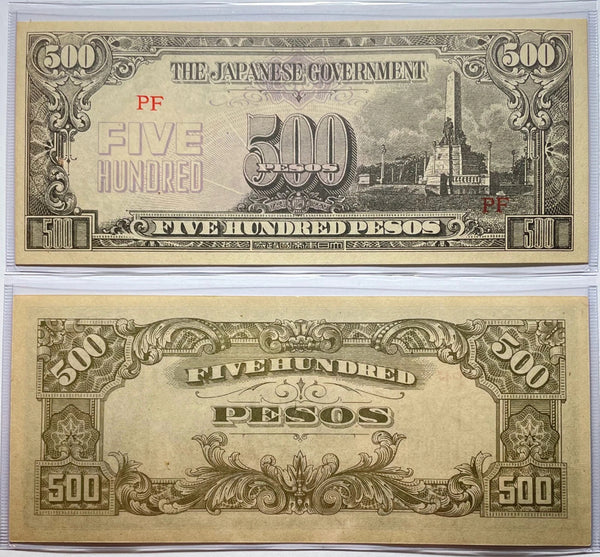 500 500
THE JAPANESE GOVERNMENT
PF
FIVE
HUNDRED
500
PESOS
PF
500 FIVE HUNDRED PESOS 500
500 500
FIVE HUNDRED
PESOS
500 500